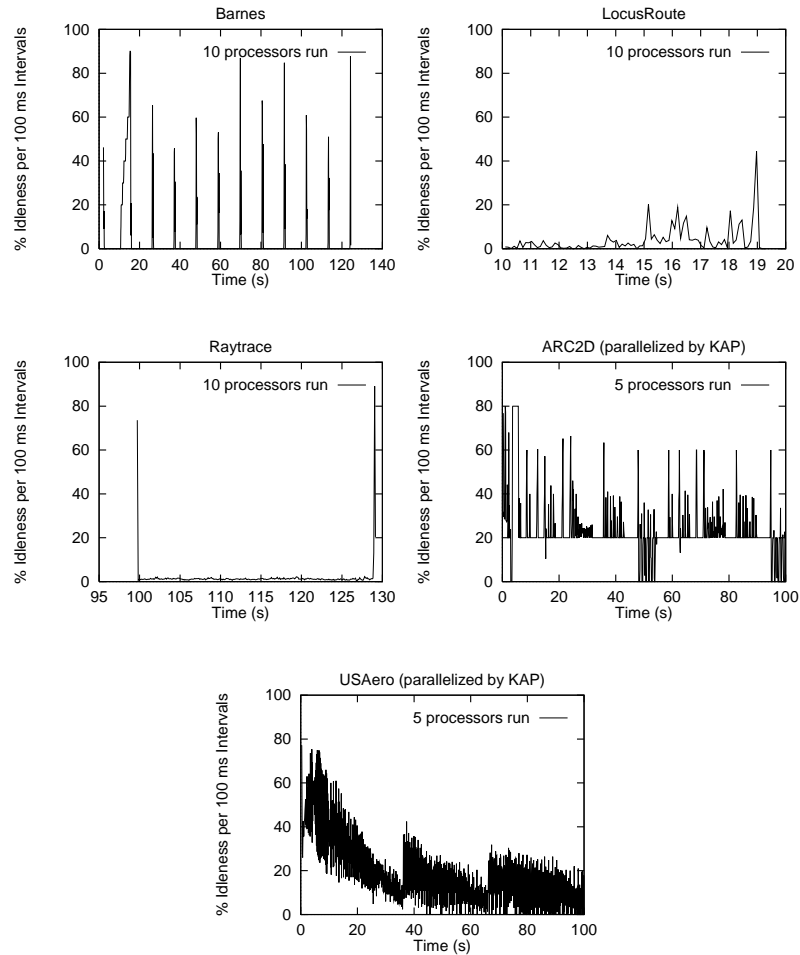 Barnes
% Idleness per 100 ms Intervals
100
80
60
40
20
0
10 processors run
0 20 40 60 80 100 120 140
Time (s)
LocusRoute
% Idleness per 100 ms Intervals
100
80
60
40
20
0
10 processors run
10 11 12 13 14 15 16 17 18 19 20
Time (s)
Raytrace
% Idleness per 100 ms Intervals
100
80
60
40
20
0
10 processors run
95 100 105 110 115 120 125 130
Time (s)
ARC2D (parallelized by KAP)
% Idleness per 100 ms Intervals
100
80
60
40
20
0
5 processors run
0 20 40 60 80 100
Time (s)
USAero (parallelized by KAP)
% Idleness per 100 ms Intervals
100
80
60
40
20
0
5 processors run
0 20 40 60 80 100
Time (s)